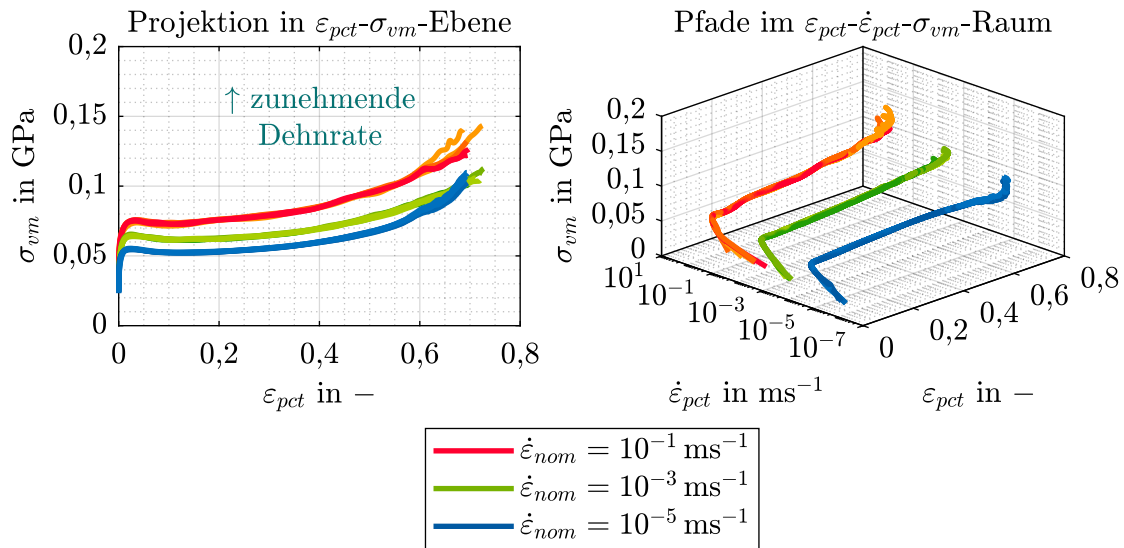 Projektion in εpct-σvm-Ebene
0,2
0,15
0,1
0,05
0
σvm in GPa
↑ zunehmende
Dehnrate
0 0,2 0,4 0,6 0,8
εpct in −
Pfade im εpct-ε̇pct-σvm-Raum
0,2
0,15
0,1
0,05
0
σvm in GPa
10¹ 10⁻¹ 10⁻³ 10⁻⁵ 10⁻⁷
0 0,2 0,4 0,6 0,8
ε̇pct in ms⁻¹
εpct in −
ε̇nom = 10⁻¹ ms⁻¹
ε̇nom = 10⁻³ ms⁻¹
ε̇nom = 10⁻⁵ ms⁻¹